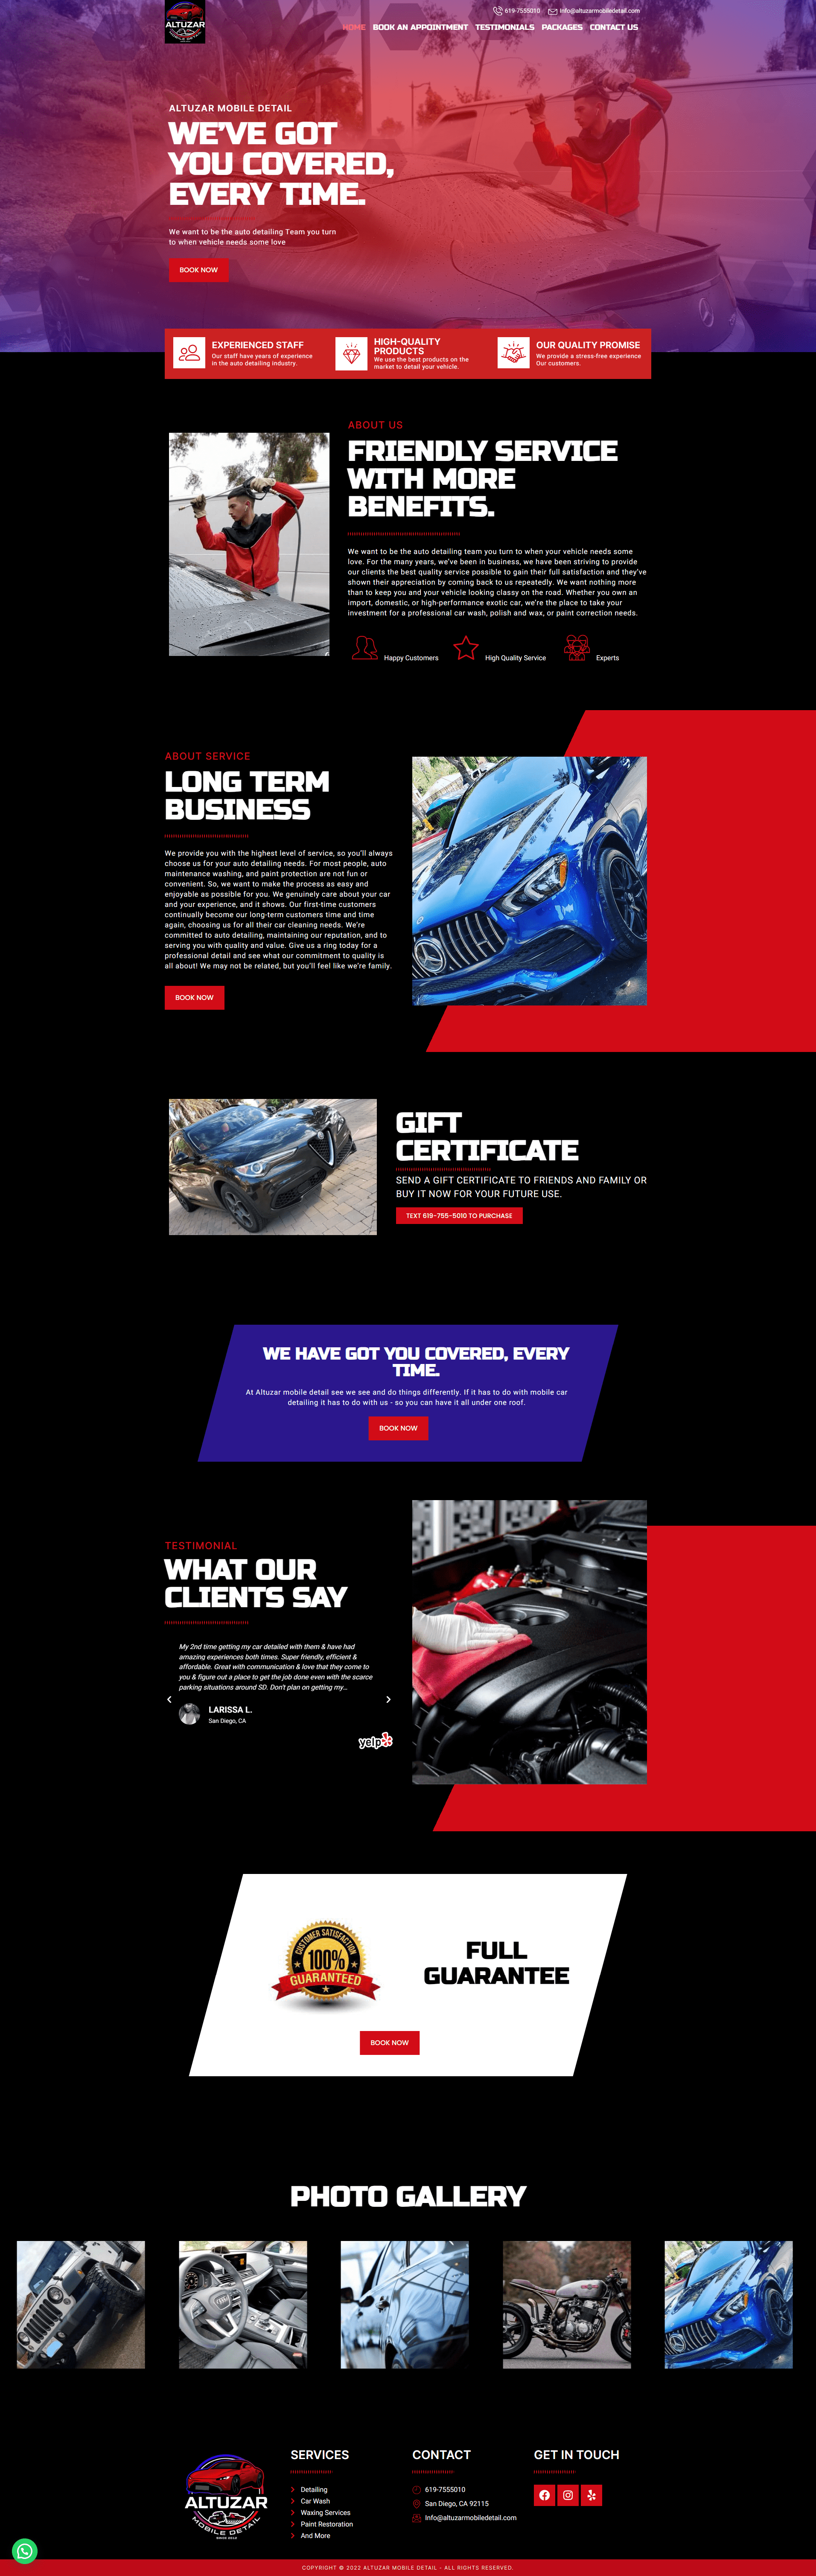 ALTUZAR
MOBILE DETAIL
619-7555010
Info@altuzarmobiledetail.com
HOME
BOOK AN APPOINTMENT
TESTIMONIALS
PACKAGES
CONTACT US
ALTUZAR MOBILE DETAIL
WE'VE GOT
YOU COVERED,
EVERY TIME.
We want to be the auto detailing Team you turn
to when vehicle needs some love
BOOK NOW
EXPERIENCED STAFF
Our staff have years of experience
in the auto detailing industry.
HIGH-QUALITY
PRODUCTS
We use the best products on the
market to detail your vehicle.
OUR QUALITY PROMISE
We provide a stress-free experience
Our customers.
ABOUT US
FRIENDLY SERVICE
WITH MORE
BENEFITS.
We want to be the auto detailing team you turn to when your vehicle needs some
love. For the many years, we've been in business, we have been striving to provide
our clients the best quality service possible to gain their full satisfaction and they've
shown their appreciation by coming back to us repeatedly. We want nothing more
than to keep you and your vehicle looking classy on the road. Whether you own an
import, domestic, or high-performance exotic car, we're the place to take your
investment for a professional car wash, polish and wax, or paint correction needs.
Happy Customers
High Quality Service
Experts
ABOUT SERVICE
LONG TERM
BUSINESS
We provide you with the highest level of service, so you'll always
choose us for your auto detailing needs. For most people, auto
maintenance washing, and paint protection are not fun or
convenient. So, we want to make the process as easy and
enjoyable as possible for you. We genuinely care about your car
and your experience, and it shows. Our first-time customers
continually become our long-term customers time and time
again, choosing us for all their car cleaning needs. We're
committed to auto detailing, maintaining our reputation, and to
serving you with quality and value. Give us a ring today for a
professional detail and see what our commitment to quality is
all about! We may not be related, but you'll feel like we're family.
BOOK NOW
GIFT
CERTIFICATE
SEND A GIFT CERTIFICATE TO FRIENDS AND FAMILY OR
BUY IT NOW FOR YOUR FUTURE USE.
TEXT 619-755-5010 TO PURCHASE
WE HAVE GOT YOU COVERED, EVERY
TIME.
At Altuzar mobile detail see we see and do things differently. If it has to do with mobile car
detailing it has to do with us - so you can have it all under one roof.
BOOK NOW
TESTIMONIAL
WHAT OUR
CLIENTS SAY
My 2nd time getting my car detailed with them & have had
amazing experiences both times. Super friendly, efficient &
affordable. Great with communication & love that they come to
you & figure out a place to get the job done even with the scarce
parking situations around SD. Don't plan on getting my...
LARISSA L.
San Diego, CA
yelp
CUSTOMER SATISFACTION
100%
GUARANTEED
FULL
GUARANTEE
BOOK NOW
PHOTO GALLERY
ALTUZAR
MOBILE DETAIL
SERVICES
Detailing
Car Wash
Waxing Services
Paint Restoration
And More
CONTACT
619-7555010
San Diego, CA 92115
Info@altuzarmobiledetail.com
GET IN TOUCH
COPYRIGHT © 2022 ALTUZAR MOBILE DETAIL - ALL RIGHTS RESERVED.